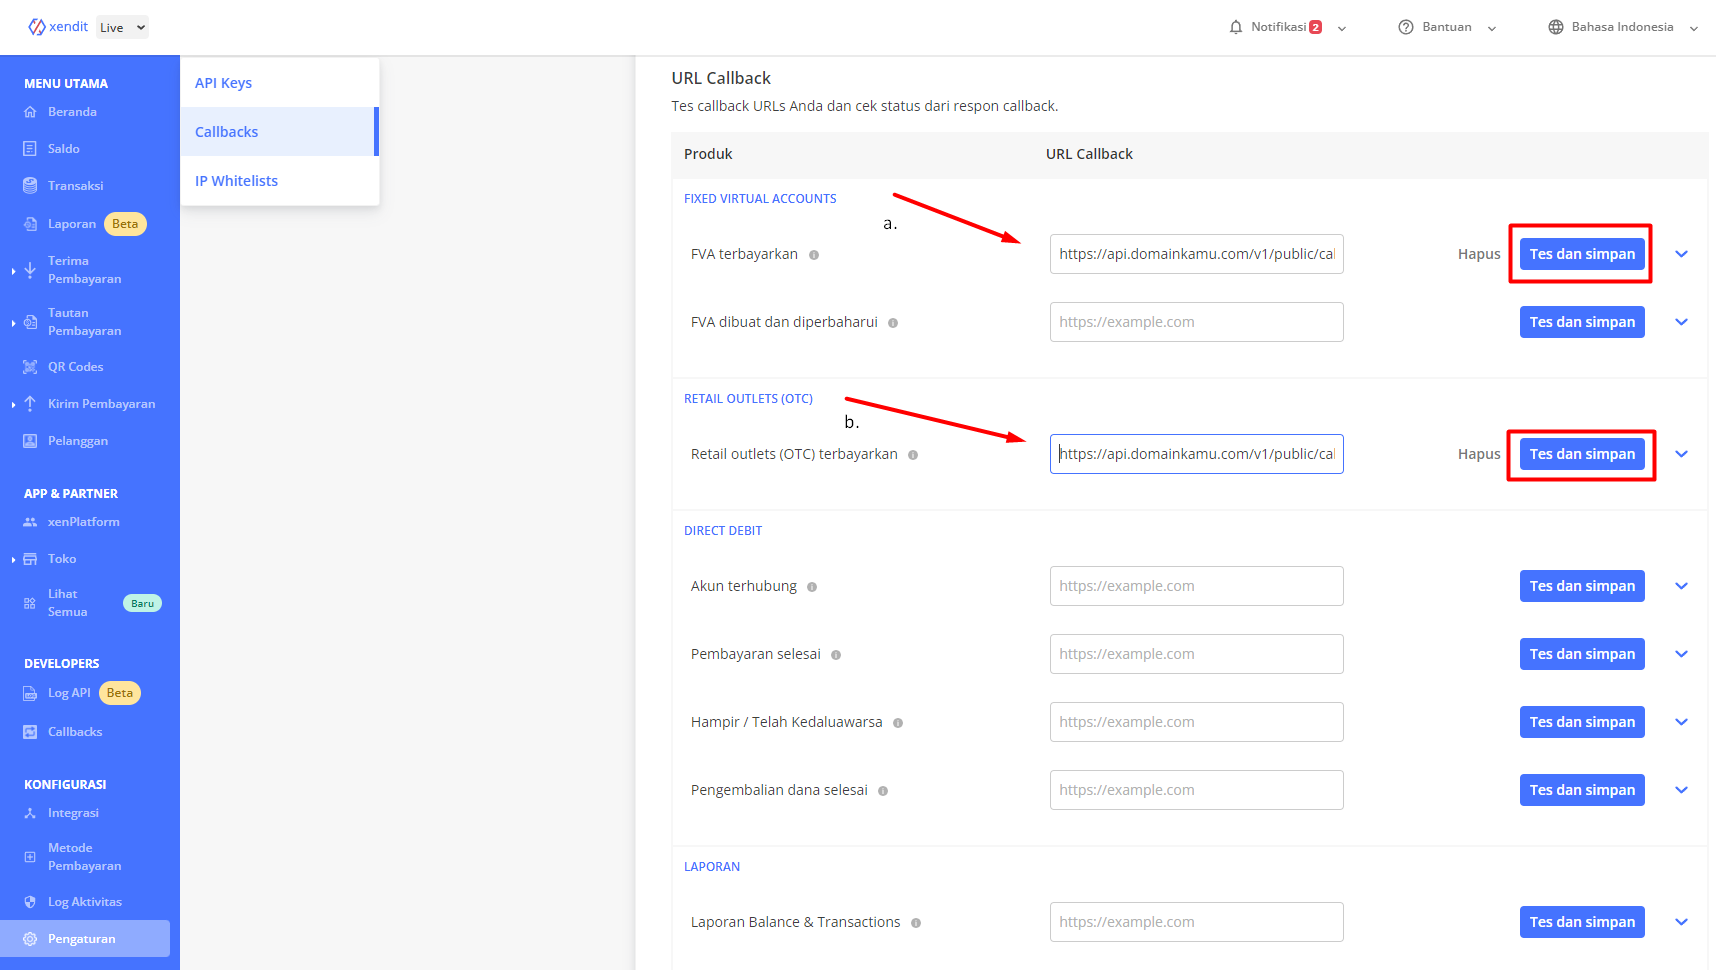 xendit Live
Notifikasi 2
Bantuan
Bahasa Indonesia
MENU UTAMA
Beranda
Saldo
Transaksi
Laporan Beta
Terima
Pembayaran
Tautan
Pembayaran
QR Codes
Kirim Pembayaran
Pelanggan
APP & PARTNER
xenPlatform
Toko
Lihat
Semua
Baru
DEVELOPERS
Log API Beta
Callbacks
KONFIGURASI
Integrasi
Metode
Pembayaran
Log Aktivitas
Pengaturan
API Keys
Callbacks
IP Whitelists
URL Callback
Tes callback URLs Anda dan cek status dari respon callback.
Produk URL Callback
FIXED VIRTUAL ACCOUNTS
a.
FVA terbayarkan https://api.domainkamu.com/v1/public/cal Hapus Tes dan simpan
FVA dibuat dan diperbaharui https://example.com Tes dan simpan
RETAIL OUTLETS (OTC)
b.
Retail outlets (OTC) terbayarkan https://api.domainkamu.com/v1/public/cal Hapus Tes dan simpan
DIRECT DEBIT
Akun terhubung https://example.com Tes dan simpan
Pembayaran selesai https://example.com Tes dan simpan
Hampir / Telah Kedaluawarsa https://example.com Tes dan simpan
Pengembalian dana selesai https://example.com Tes dan simpan
LAPORAN
Laporan Balance & Transactions https://example.com Tes dan simpan